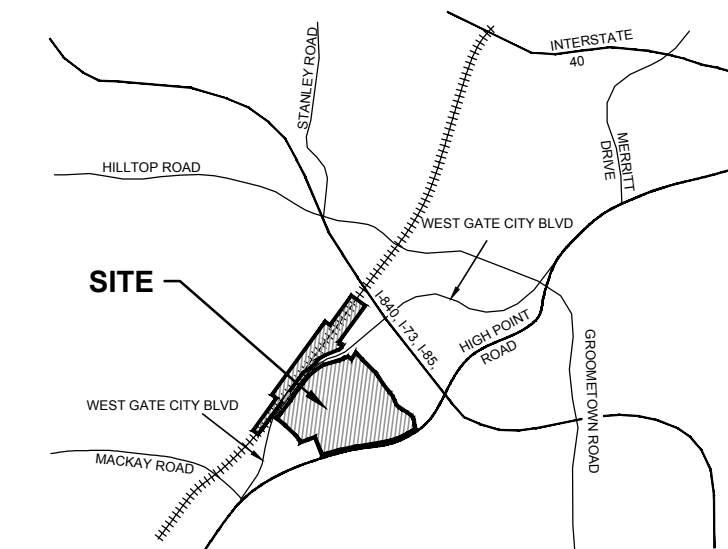 INTERSTATE
40
STANLEY ROAD
MERRITT
DRIVE
HILLTOP ROAD
WEST GATE CITY BLVD
SITE
I-840, I-73, I-85,
HIGH POINT
ROAD
GROOMETOWN ROAD
WEST GATE CITY BLVD
MACKAY ROAD